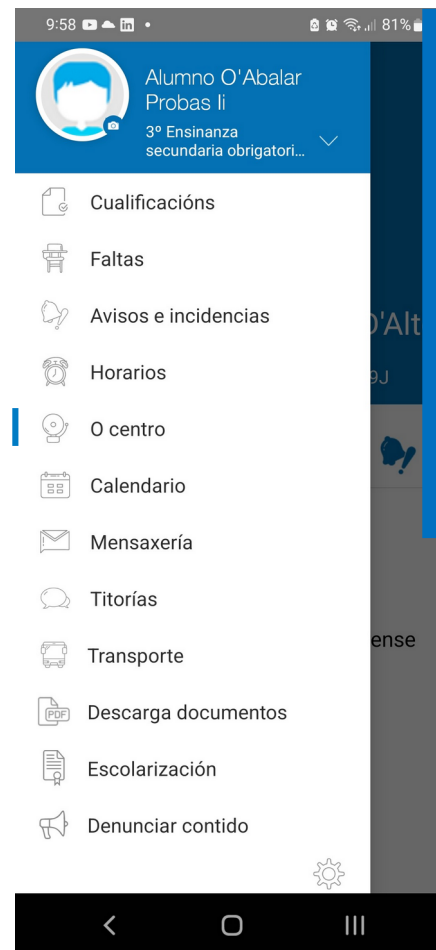 9:58
81%
Alumno O'Abalar
Probas Ii
3º Ensinanza
secundaria obrigatori...
Cualificacións
Faltas
Avisos e incidencias
O'Alt
Horarios
9J
O centro
Calendario
Mensaxería
Titorías
ense
Transporte
PDF
Descarga documentos
Escolarización
Denunciar contido